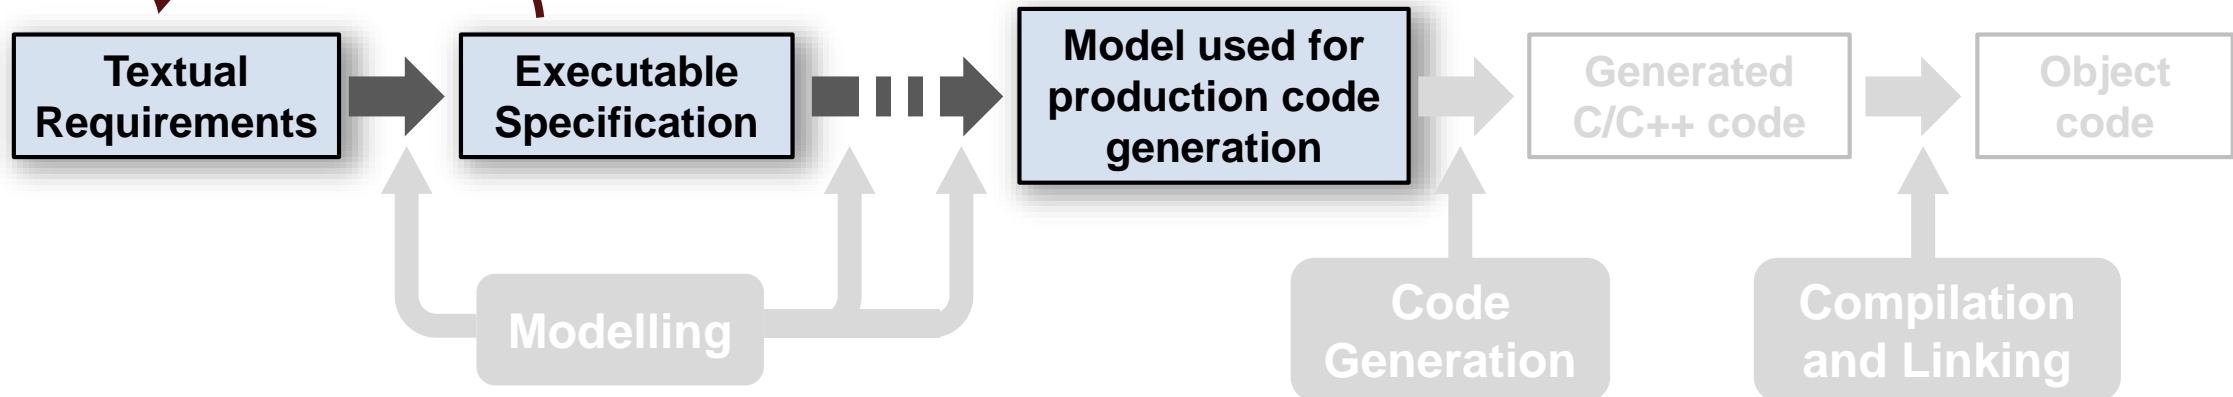 Textual
Requirements
Executable
Specification
Model used for
production code
generation
Generated
C/C++ code
Object
code
Modelling
Code
Generation
Compilation
and Linking